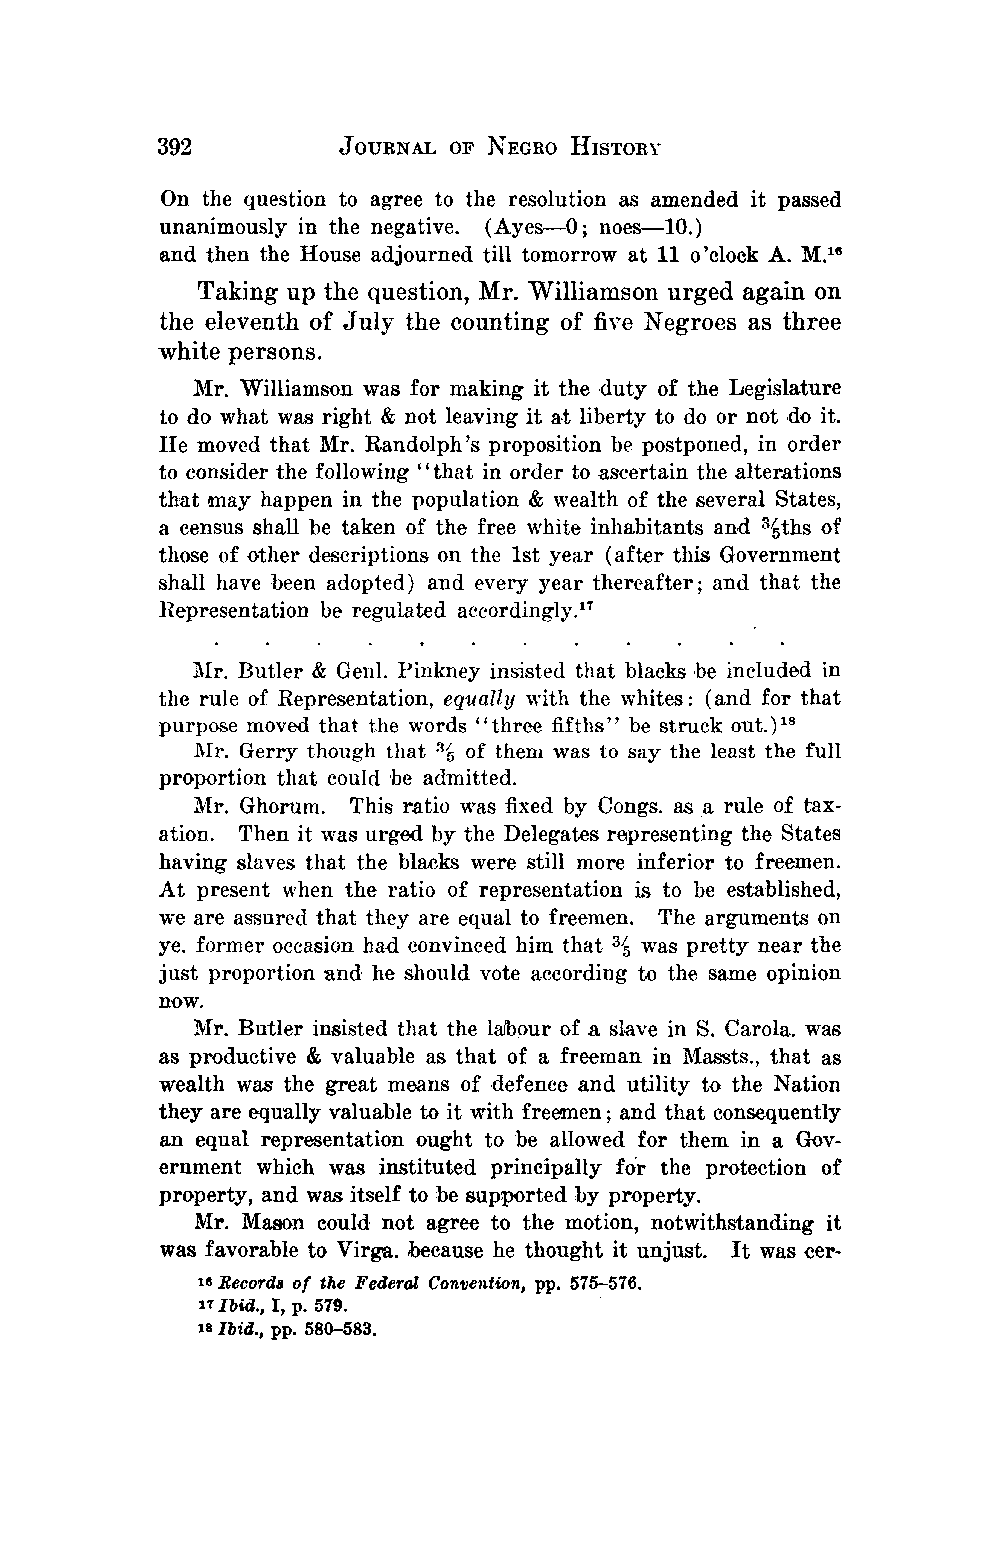 392 JOURNAL OF NEGRO HISTORY
On the question to agree to the resolution as amended it passed
unanimously in the negative. (Ayes—0; noes—10.)
and then the House adjourned till tomorrow at 11 o'clock A. M.¹⁶
Taking up the question, Mr. Williamson urged again on
the eleventh of July the counting of five Negroes as three
white persons.
Mr. Williamson was for making it the duty of the Legislature
to do what was right & not leaving it at liberty to do or not do it.
He moved that Mr. Randolph's proposition be postponed, in order
to consider the following "that in order to ascertain the alterations
that may happen in the population & wealth of the several States,
a census shall be taken of the free white inhabitants and ⅗ths of
those of other descriptions on the 1st year (after this Government
shall have been adopted) and every year thereafter; and that the
Representation be regulated accordingly.¹⁷
. . . . . . . . . . . .
Mr. Butler & Genl. Pinkney insisted that blacks be included in
the rule of Representation, equally with the whites: (and for that
purpose moved that the words "three fifths" be struck out.)¹⁸
Mr. Gerry though that ⅗ of them was to say the least the full
proportion that could be admitted.
Mr. Ghorum. This ratio was fixed by Congs. as a rule of tax-
ation. Then it was urged by the Delegates representing the States
having slaves that the blacks were still more inferior to freemen.
At present when the ratio of representation is to be established,
we are assured that they are equal to freemen. The arguments on
ye. former occasion had convinced him that ⅗ was pretty near the
just proportion and he should vote according to the same opinion
now.
Mr. Butler insisted that the labour of a slave in S. Carola. was
as productive & valuable as that of a freeman in Massts., that as
wealth was the great means of defence and utility to the Nation
they are equally valuable to it with freemen; and that consequently
an equal representation ought to be allowed for them in a Gov-
ernment which was instituted principally for the protection of
property, and was itself to be supported by property.
Mr. Mason could not agree to the motion, notwithstanding it
was favorable to Virga. because he thought it unjust. It was cer-
¹⁶ Records of the Federal Convention, pp. 575–576.
¹⁷ Ibid., I, p. 579.
¹⁸ Ibid., pp. 580–583.